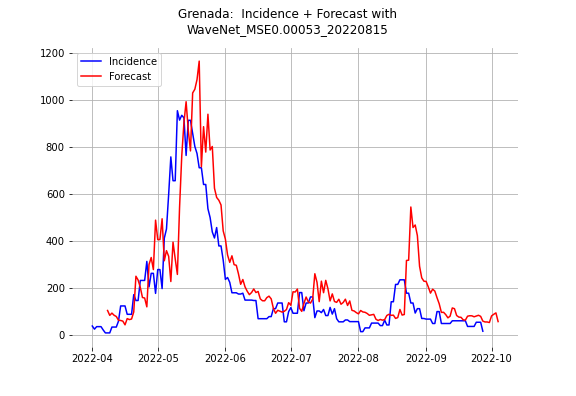 Grenada:  Incidence + Forecast with
WaveNet_MSE0.00053_20220815
Incidence
Forecast
1200
1000
800
600
400
200
0
2022-04 2022-05 2022-06 2022-07 2022-08 2022-09 2022-10